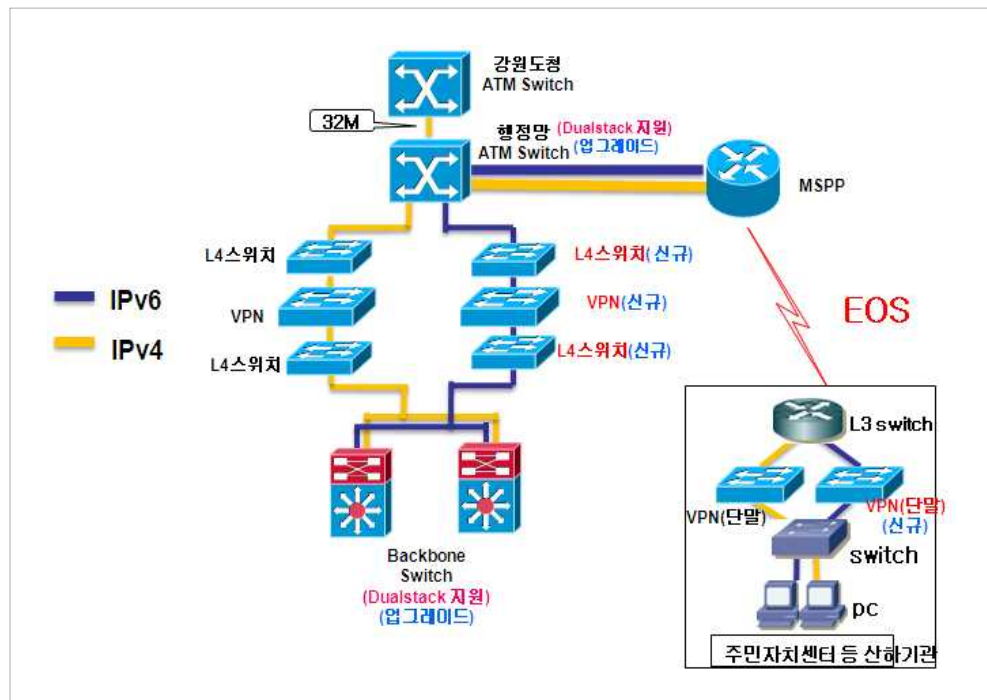 강원도청
ATM Switch
32M
행정망 (Dualstack 지원)
ATM Switch (업그레이드)
MSPP
L4스위치
L4스위치(신규)
IPv6
VPN
VPN(신규)
EOS
IPv4
L4스위치
L4스위치(신규)
L3 switch
VPN(단말)
VPN(단말)
(신규)
switch
Backbone
Switch
(Dualstack 지원)
(업그레이드)
pc
주민자치센터 등 산하기관